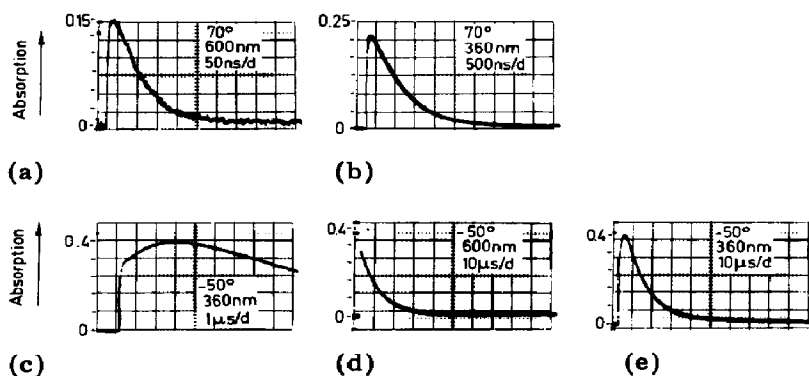 Absorption
0.15
0
70°
600nm
50ns/d
(a)
0.25
0
70°
360nm
500ns/d
(b)
Absorption
0.4
0
-50°
360nm
1µs/d
(c)
0.4
0
-50°
600nm
10µs/d
(d)
0.4
0
-50°
360nm
10µs/d
(e)